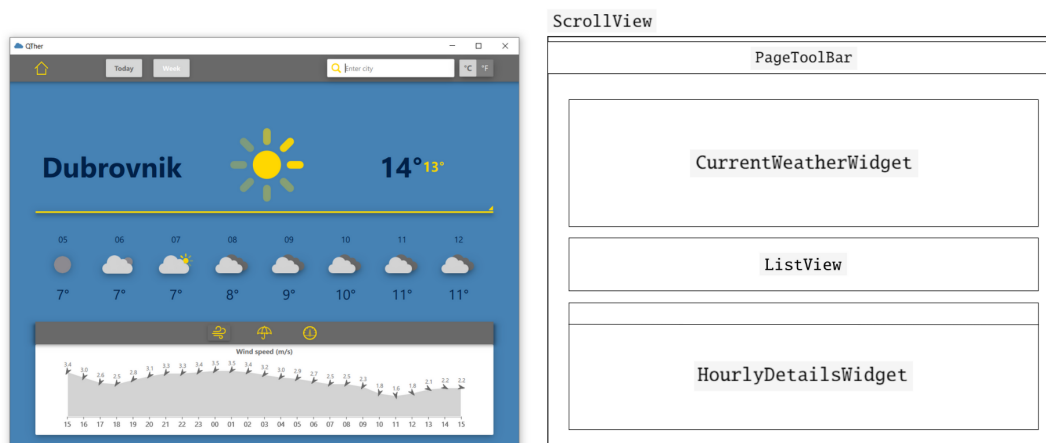 QTher
Today Week Enter city °C °F
Dubrovnik 14° 13°
05 06 07 08 09 10 11 12
7° 7° 7° 8° 9° 10° 11° 11°
Wind speed (m/s)
3.4 3.0 2.6 2.5 2.8 3.1 3.3 3.3 3.4 3.5 3.5 3.4 3.2 3.0 2.9 2.7 2.5 2.5 2.3 1.8 1.6 1.8 2.1 2.2 2.2
15 16 17 18 19 20 21 22 23 00 01 02 03 04 05 06 07 08 09 10 11 12 13 14 15
ScrollView
PageToolBar
CurrentWeatherWidget
ListView
HourlyDetailsWidget